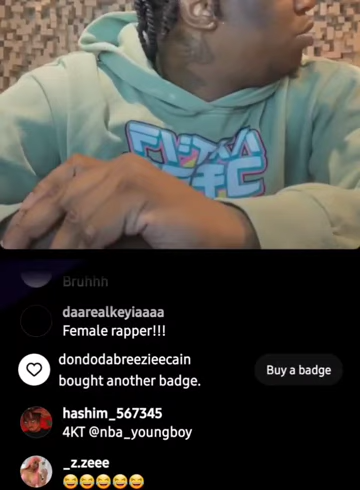 Bruhhh
daarealkeyiaaaa
Female rapper!!!
dondodabreezieecain
bought another badge.
Buy a badge
hashim_567345
4KT @nba_youngboy
_z.zeee
😂😂😂😂😂